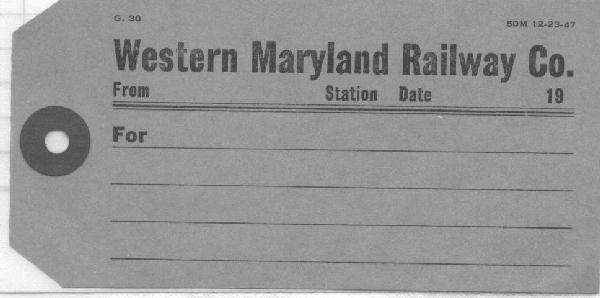 G. 30
50M 12-23-47
Western Maryland Railway Co.
From Station Date 19
For